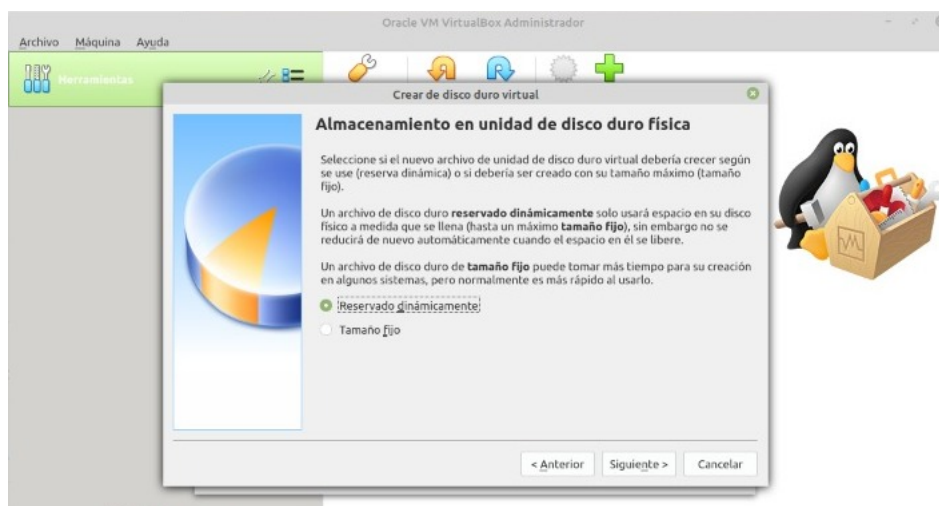 Oracle VM VirtualBox Administrador
Archivo Máquina Ayuda
Herramientas
Crear de disco duro virtual
Almacenamiento en unidad de disco duro física
Seleccione si el nuevo archivo de unidad de disco duro virtual debería crecer según
se use (reserva dinámica) o si debería ser creado con su tamaño máximo (tamaño
fijo).
Un archivo de disco duro reservado dinámicamente solo usará espacio en su disco
físico a medida que se llena (hasta un máximo tamaño fijo), sin embargo no se
reducirá de nuevo automáticamente cuando el espacio en él se libere.
Un archivo de disco duro de tamaño fijo puede tomar más tiempo para su creación
en algunos sistemas, pero normalmente es más rápido al usarlo.
Reservado dinámicamente
Tamaño fijo
< Anterior Siguiente > Cancelar